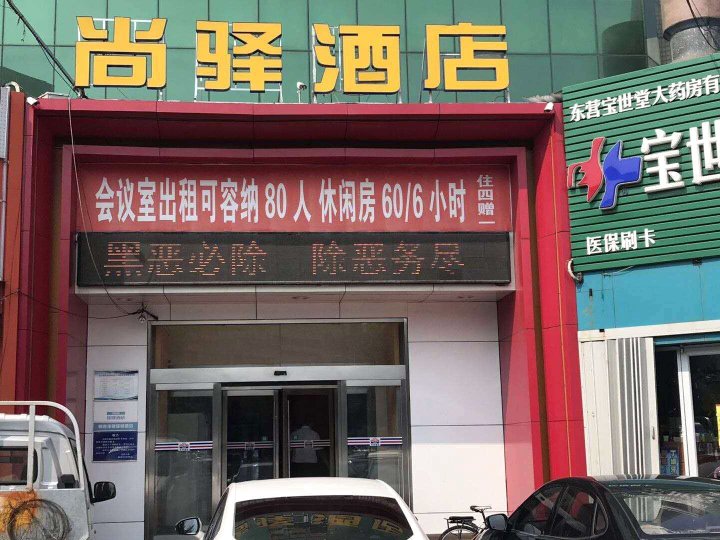 尚驿酒店
会议室出租可容纳80人 休闲房60/6小时
住四赠一
黑恶必除 除恶务尽
东营宝世堂大药房有
宝世
医保刷卡